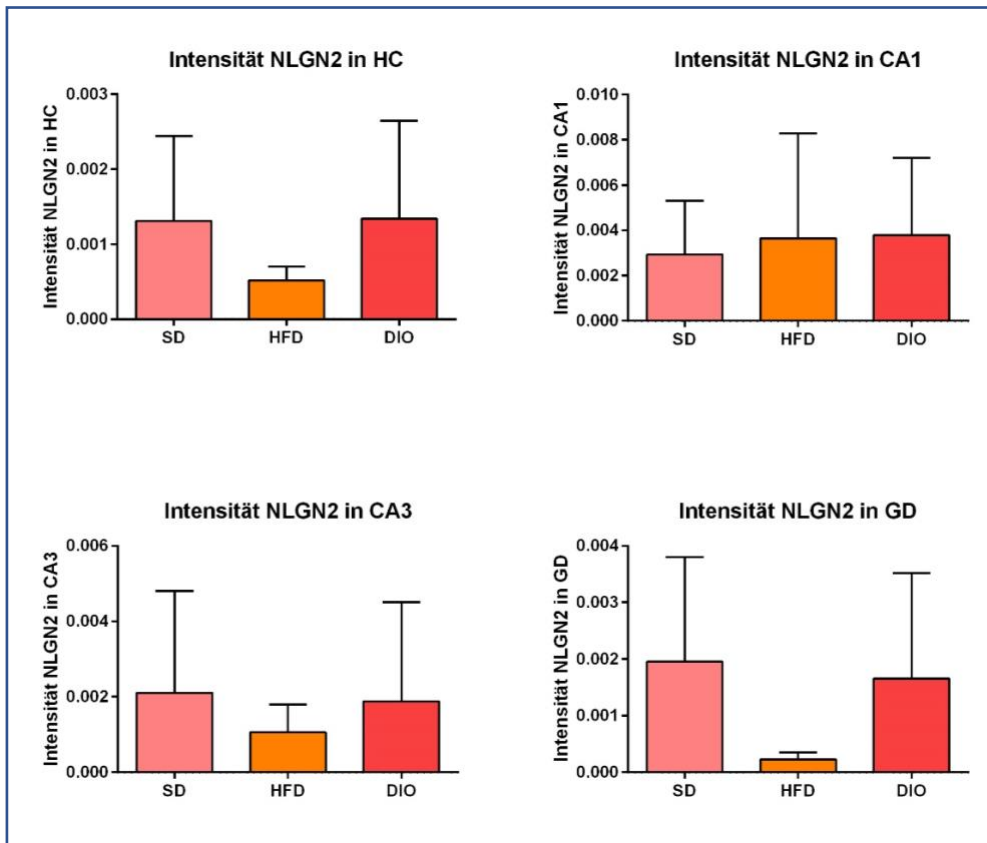 Intensität NLGN2 in HC
Intensität NLGN2 in HC
0.003
0.002
0.001
0.000
SD HFD DIO
Intensität NLGN2 in CA1
Intensität NLGN2 in CA1
0.010
0.008
0.006
0.004
0.002
0.000
SD HFD DIO
Intensität NLGN2 in CA3
Intensität NLGN2 in CA3
0.006
0.004
0.002
0.000
SD HFD DIO
Intensität NLGN2 in GD
Intensität NLGN2 in GD
0.004
0.003
0.002
0.001
0.000
SD HFD DIO